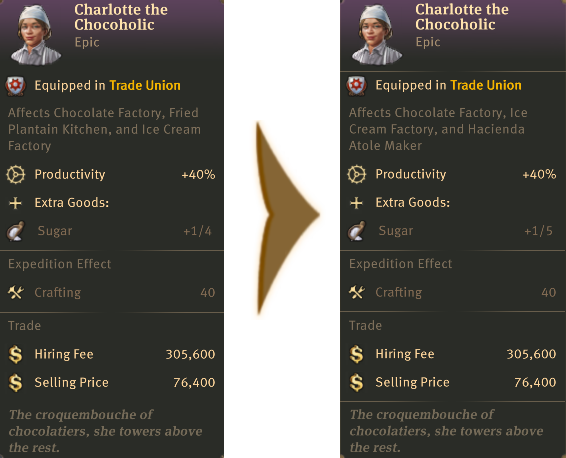 Charlotte the
Chocoholic
Epic
Equipped in Trade Union
Affects Chocolate Factory, Fried
Plantain Kitchen, and Ice Cream
Factory
Productivity +40%
Extra Goods:
Sugar +1/4
Expedition Effect
Crafting 40
Trade
Hiring Fee 305,600
Selling Price 76,400
The croquembouche of
chocolatiers, she towers above
the rest.
Charlotte the
Chocoholic
Epic
Equipped in Trade Union
Affects Chocolate Factory, Ice
Cream Factory, and Hacienda
Atole Maker
Productivity +40%
Extra Goods:
Sugar +1/5
Expedition Effect
Crafting 40
Trade
Hiring Fee 305,600
Selling Price 76,400
The croquembouche of
chocolatiers, she towers above
the rest.